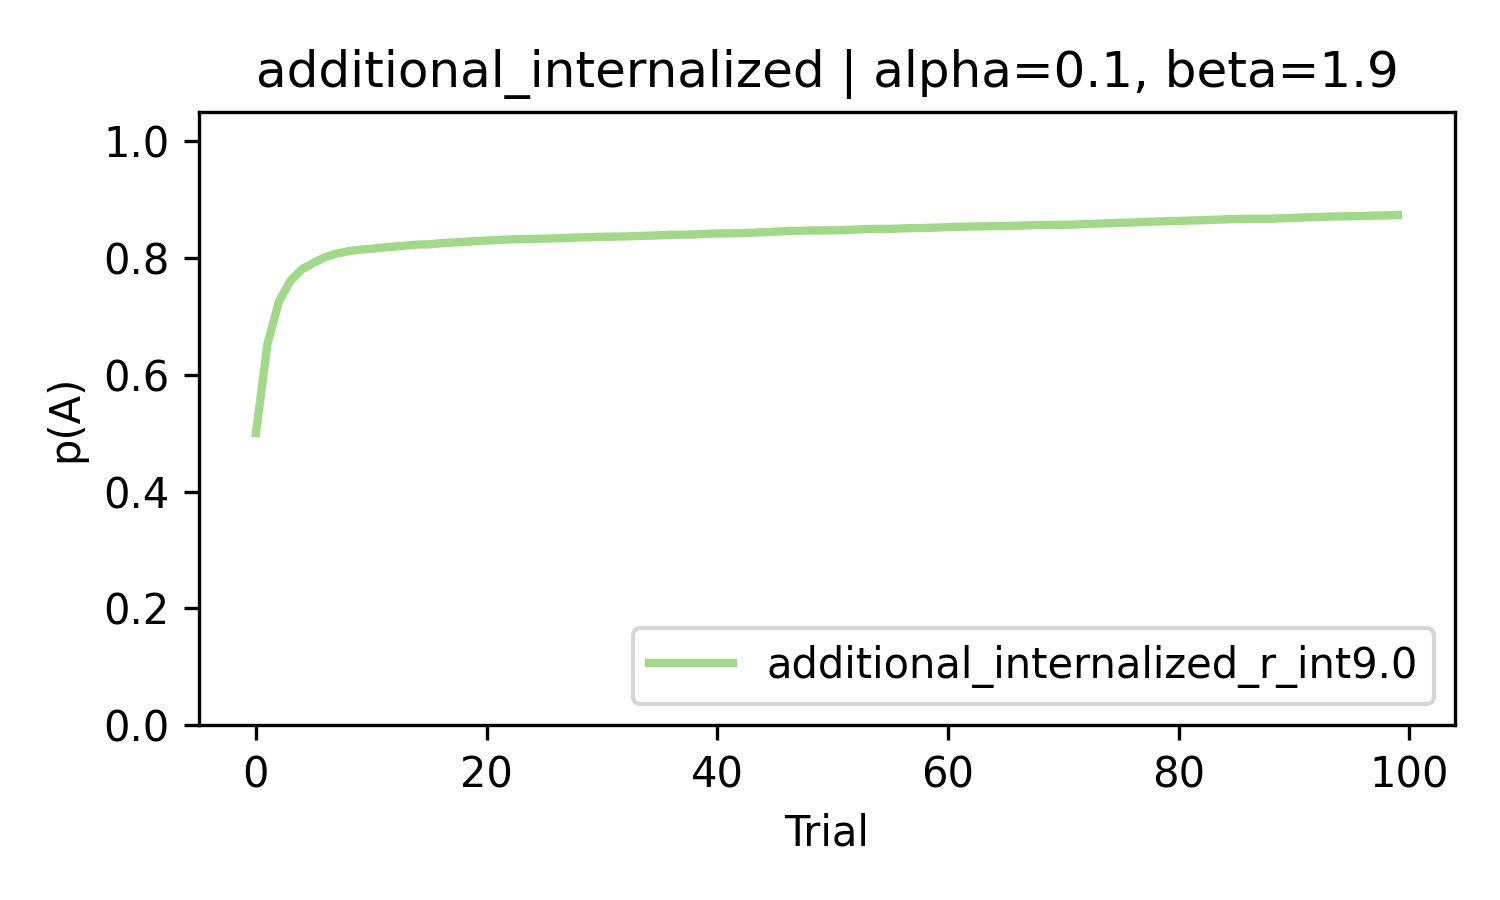 additional_internalized | alpha=0.1, beta=1.9
1.0
0.8
0.6
0.4
0.2
0.0
p(A)
additional_internalized_r_int9.0
0 20 40 60 80 100
Trial